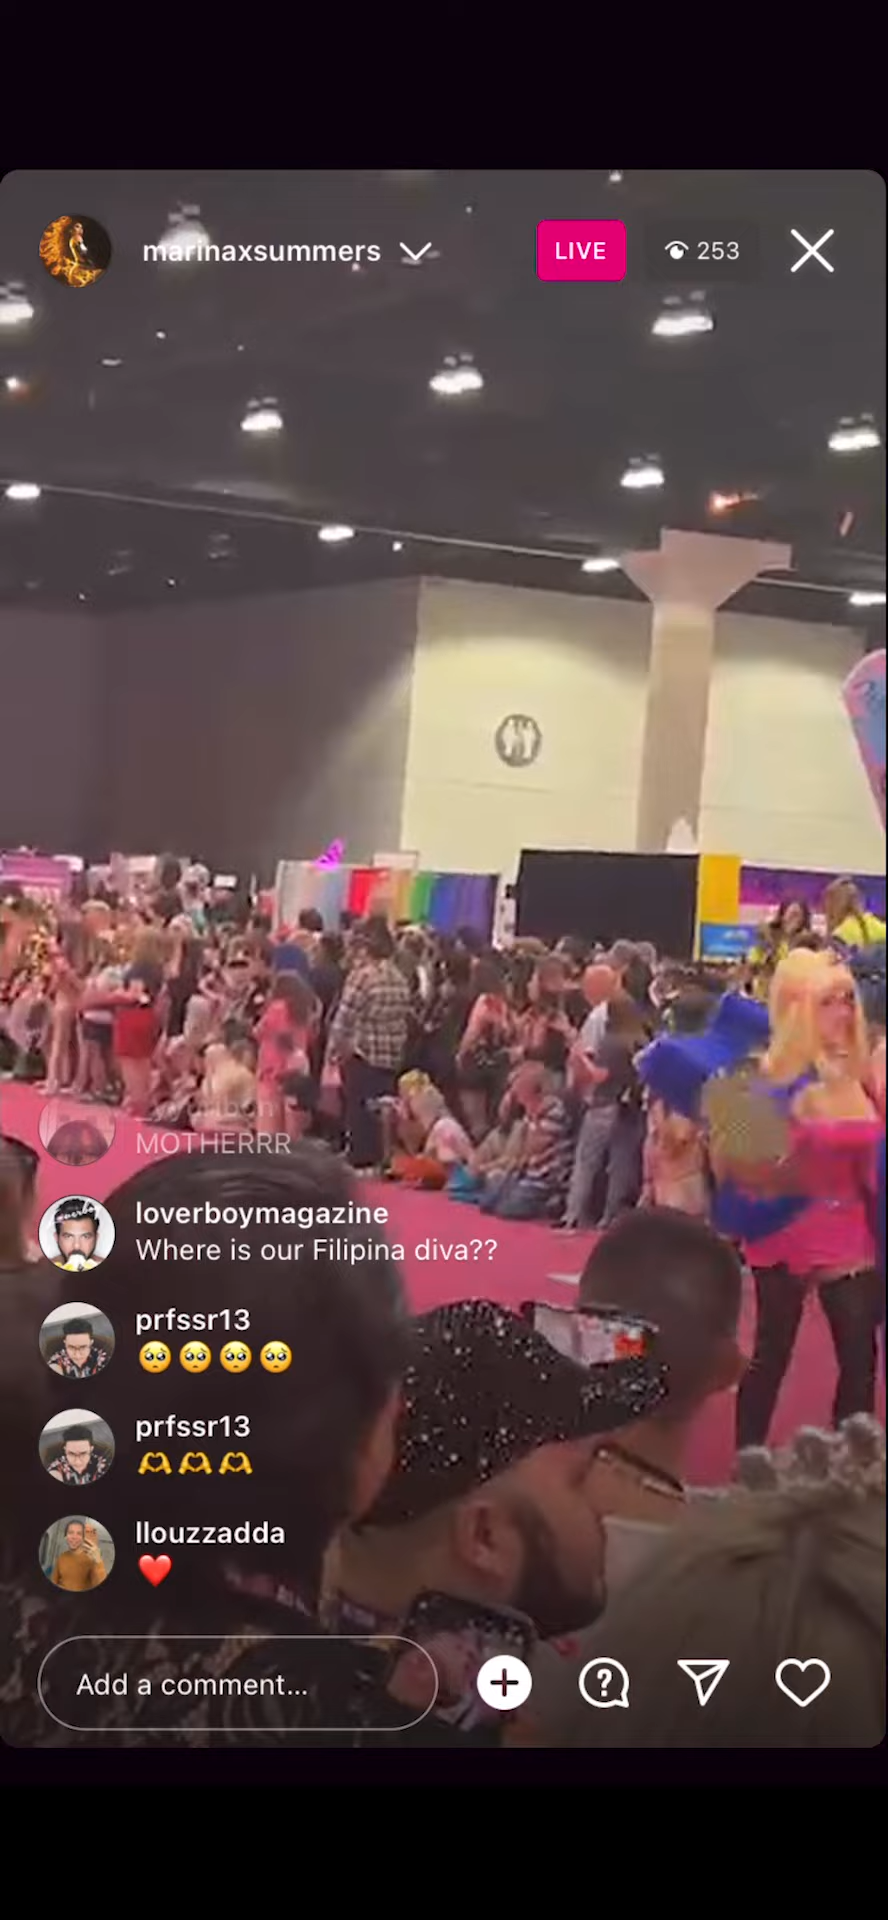 marinaxsummers
LIVE
253
MOTHERRR
loverboymagazine
Where is our Filipina diva??
prfssr13
🥺🥺🥺🥺
prfssr13
🫶🫶🫶
llouzzadda
❤️
Add a comment...